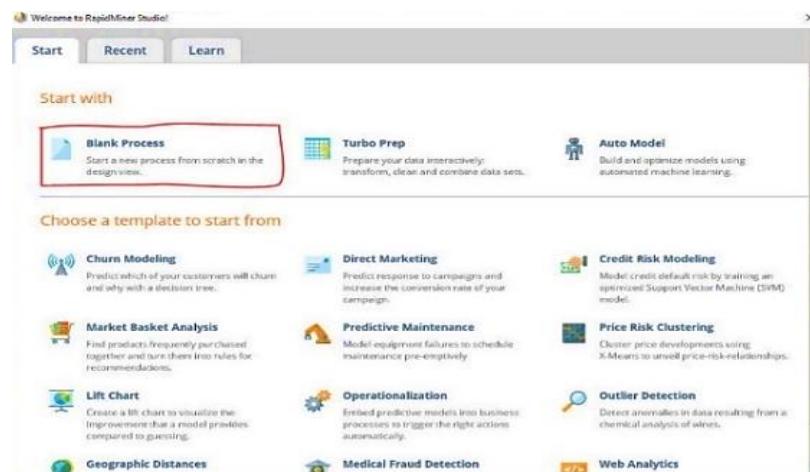 Welcome to RapidMiner Studio!
Start
Recent
Learn
Start with
Blank Process
Start a new process from scratch in the
design view.
Turbo Prep
Prepare your data interactively:
transform, clean and combine data sets.
Auto Model
Build and optimize models using
automated machine learning.
Choose a template to start from
Churn Modeling
Predict which of your customers will churn
and why with a decision tree.
Direct Marketing
Predict response to campaigns and
increase the conversion rate of your
campaign.
Credit Risk Modeling
Model credit default risk by training an
optimized Support Vector Machine (SVM)
model.
Market Basket Analysis
Find products frequently purchased
together and turn them into rules for
recommendations.
Predictive Maintenance
Model equipment failures to schedule
maintenance pre-emptively
Price Risk Clustering
Cluster price developments using
X-Means to unveil price-risk-relationships.
Lift Chart
Create a lift chart to visualize the
improvement that a model provides
compared to guessing.
Operationalization
Embed predictive models into business
processes to trigger the right actions
automatically.
Outlier Detection
Detect anomalies in data resulting from a
chemical analysis of wines.
Geographic Distances
Medical Fraud Detection
Web Analytics